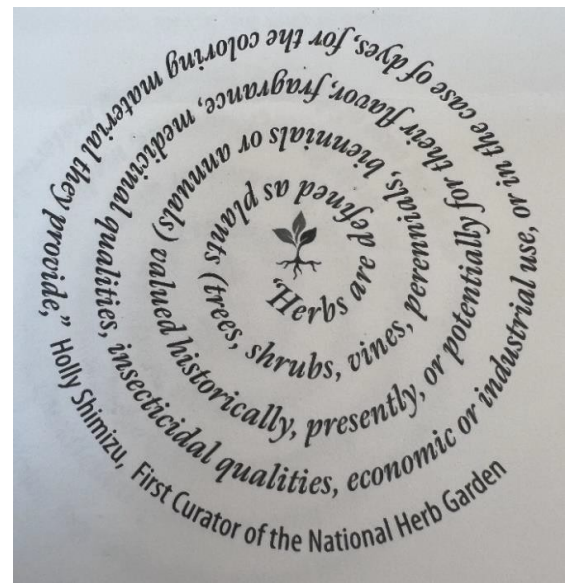 “Herbs are defined as plants (trees, shrubs, vines, perennials, biennials or annuals) valued historically, presently, or potentially for their flavor, fragrance, medicinal qualities, insecticidal qualities, economic or industrial use, or in the case of dyes, for the coloring material they provide,” Holly Shimizu, First Curator of the National Herb Garden